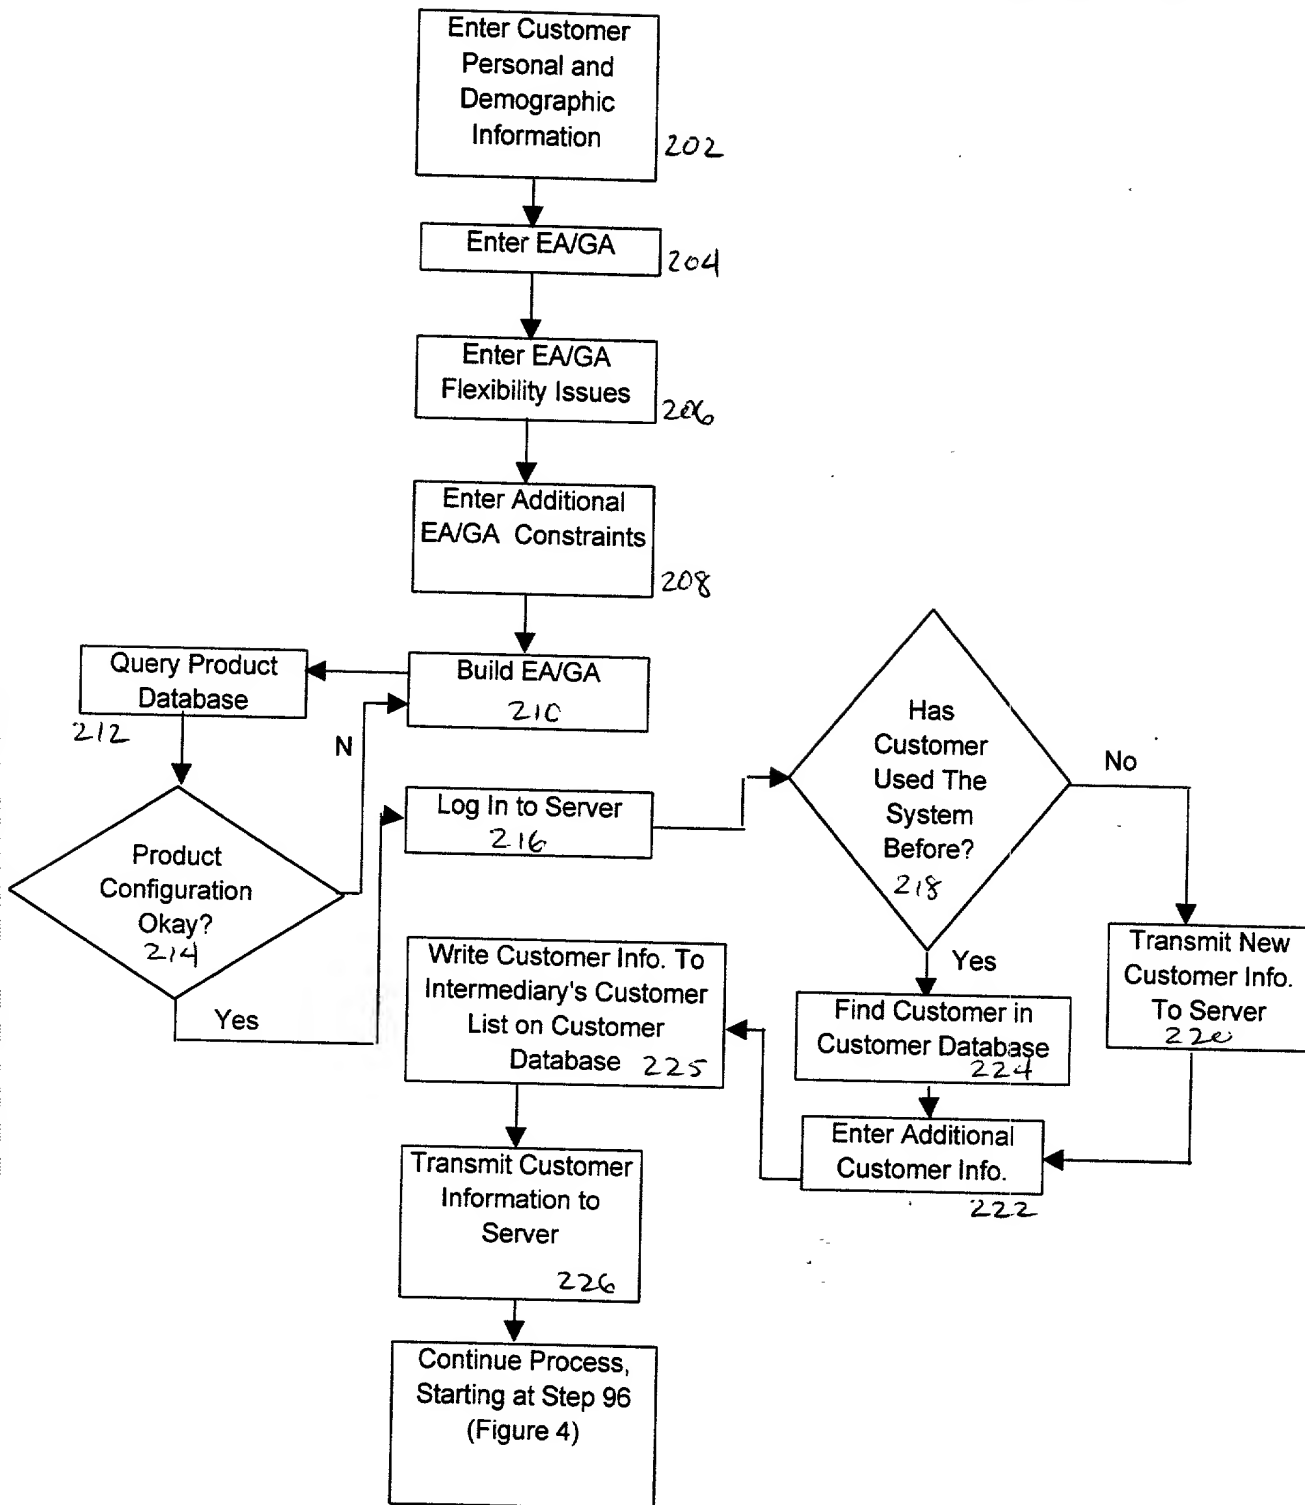 Enter Customer
Personal and
Demographic
Information
202
Enter EA/GA
204
Enter EA/GA
Flexibility Issues
206
Enter Additional
EA/GA Constraints
208
Build EA/GA
210
Query Product
Database
212
N
Product
Configuration
Okay?
214
Yes
Log In to Server
216
Has
Customer
Used The
System
Before?
218
No
Yes
Transmit New
Customer Info.
To Server
220
Find Customer in
Customer Database
224
Enter Additional
Customer Info.
222
Write Customer Info. To
Intermediary's Customer
List on Customer
Database 225
Transmit Customer
Information to
Server
226
Continue Process,
Starting at Step 96
(Figure 4)